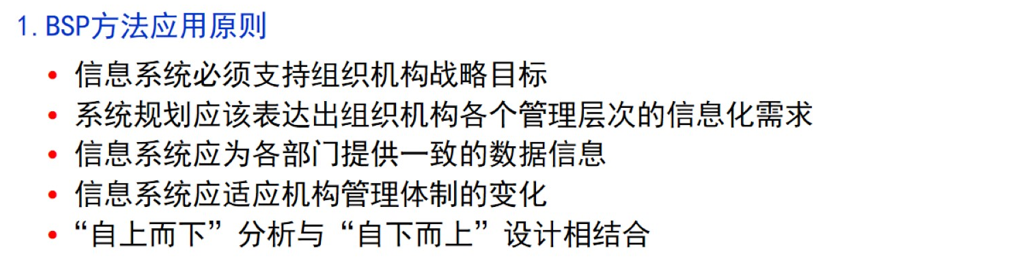 1. BSP方法应用原则
• 信息系统必须支持组织机构战略目标
• 系统规划应该表达出组织机构各个管理层次的信息化需求
• 信息系统应为各部门提供一致的数据信息
• 信息系统应适应机构管理体制的变化
• “自上而下”分析与“自下而上”设计相结合